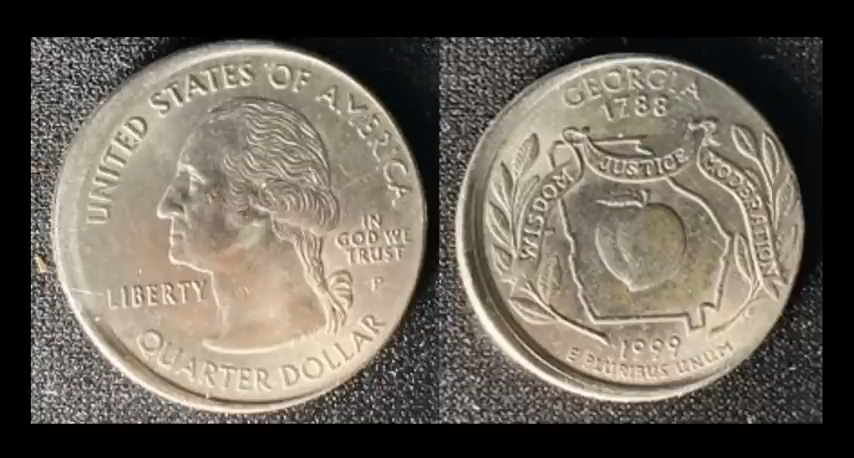 UNITED STATES OF AMERICA
IN
GOD WE
TRUST
P
LIBERTY
QUARTER DOLLAR
GEORGIA
1788
WISDOM JUSTICE MODERATION
1999
E PLURIBUS UNUM